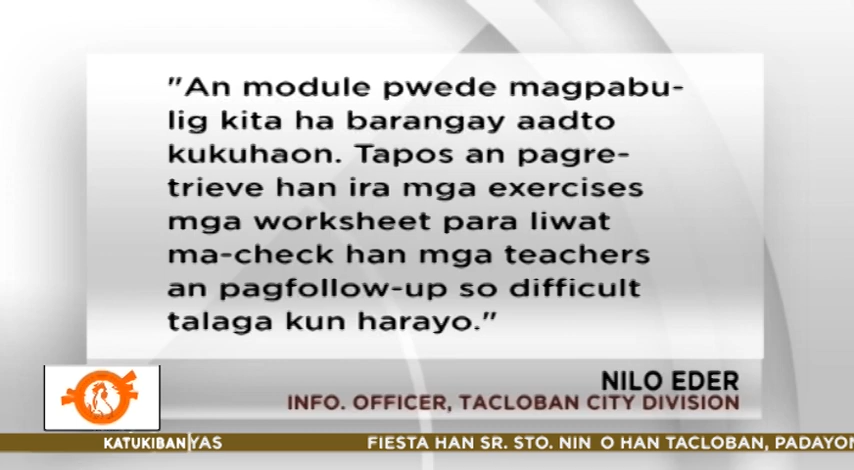 "An module pwede magpabu-
lig kita ha barangay aadto
kukuhaon. Tapos an pagre-
trieve han ira mga exercises
mga worksheet para liwat
ma-check han mga teachers
an pagfollow-up so difficult
talaga kun harayo."
NILO EDER
INFO. OFFICER, TACLOBAN CITY DIVISION
KATUKIBAN YAS FIESTA HAN SR. STO. NIN O HAN TACLOBAN, PADAYON